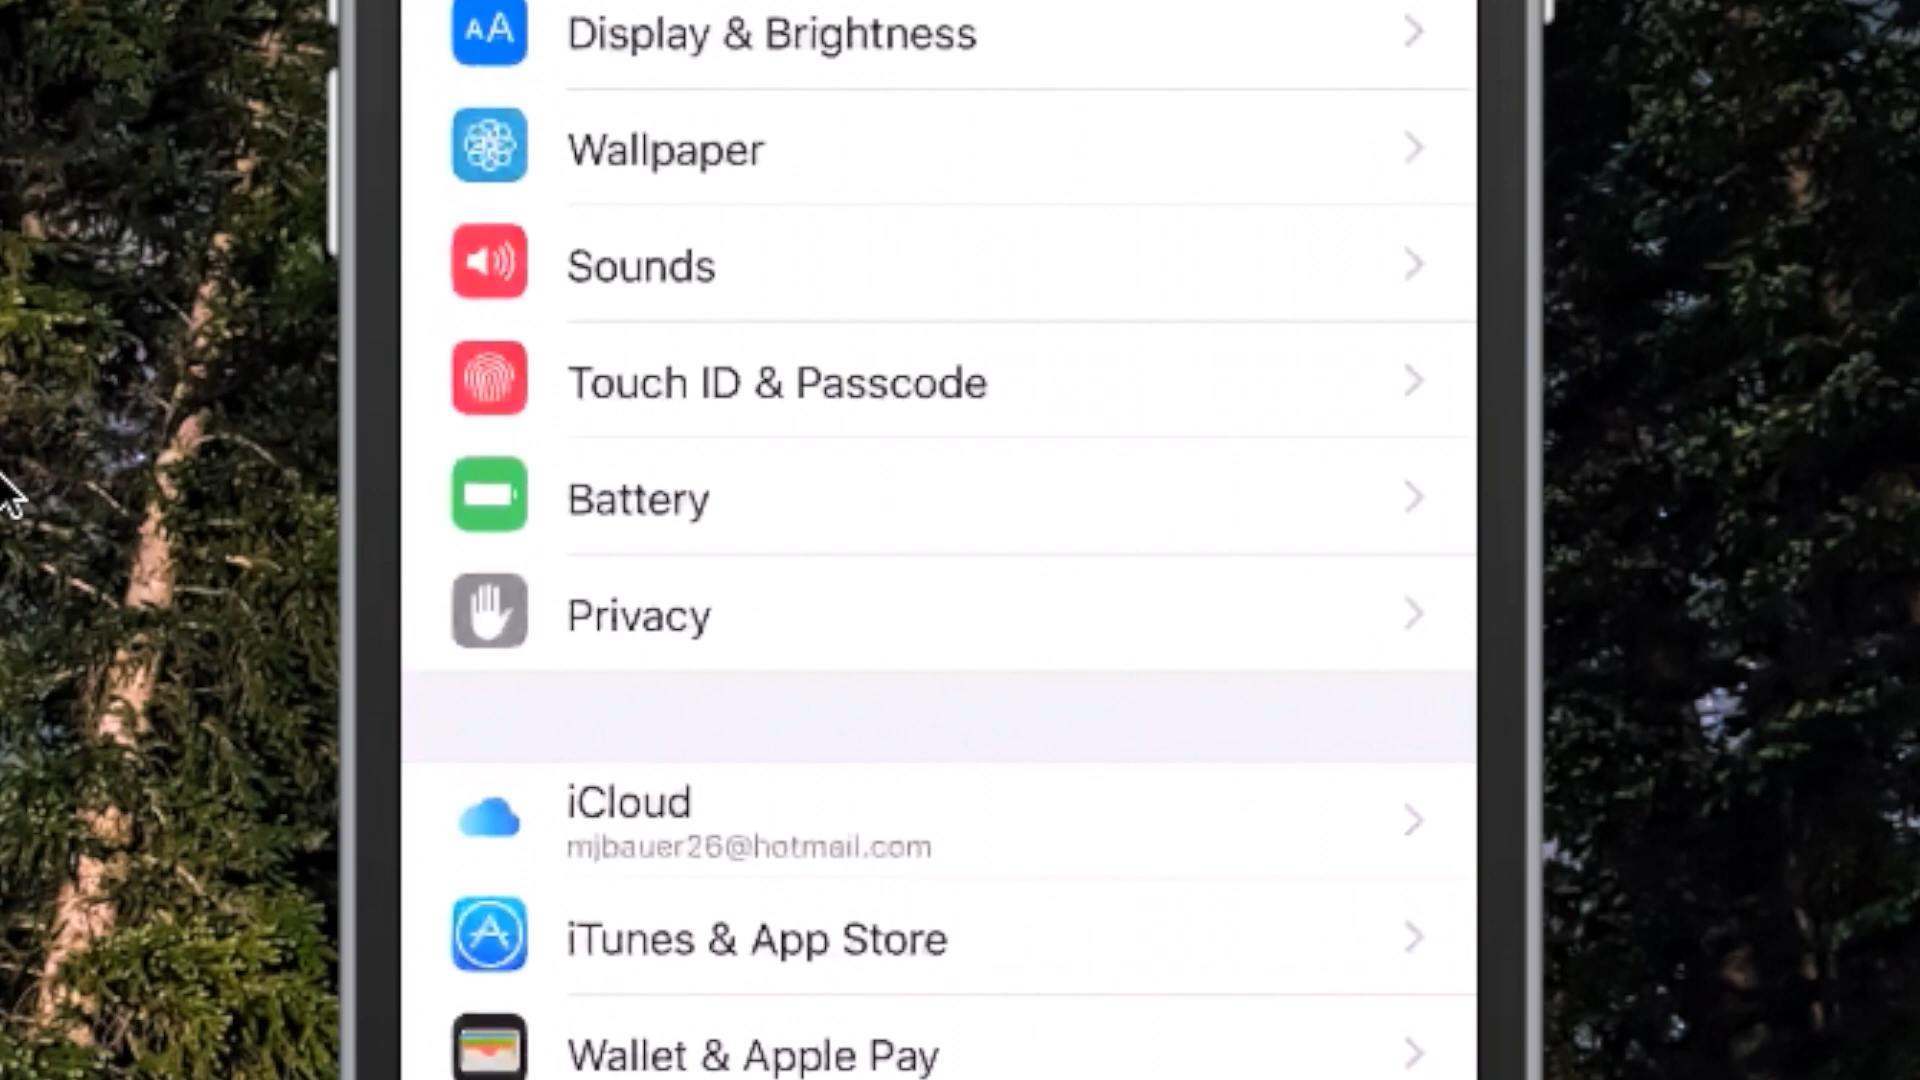 AA
Display & Brightness
Wallpaper
Sounds
Touch ID & Passcode
Battery
Privacy
iCloud
mjbauer26@hotmail.com
iTunes & App Store
Wallet & Apple Pay